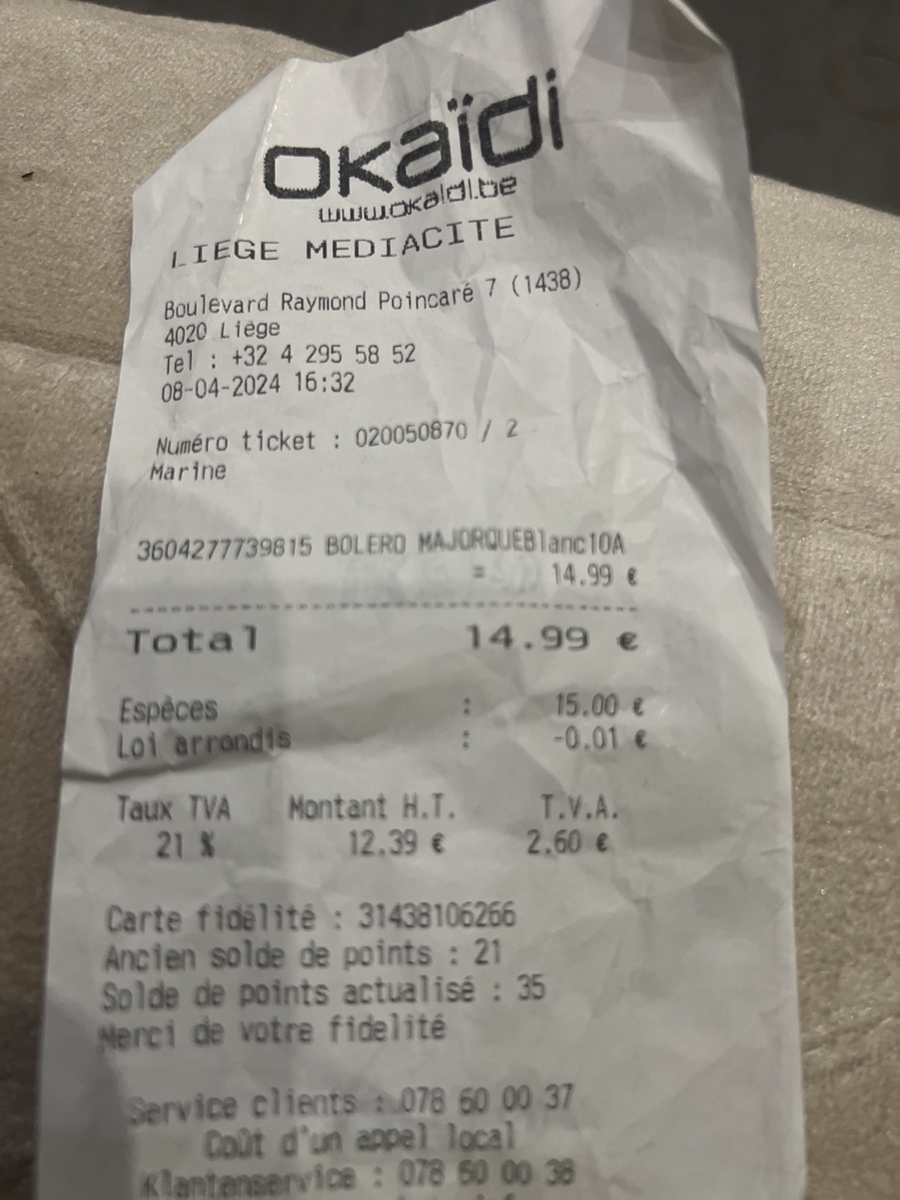 Okaïdi
www.okaidi.be
LIEGE MEDIACITE
Boulevard Raymond Poincaré 7 (1438)
4020 Liège
Tel : +32 4 295 58 52
08-04-2024 16:32
Numéro ticket : 020050870 / 2
Marine
3604277739815 BOLERO MAJORQUEBlanc10A
= 14.99 €
Total 14.99 €
Espèces : 15.00 €
Loi arrondis : -0.01 €
Taux TVA Montant H.T. T.V.A.
21 % 12.39 € 2.60 €
Carte fidélité : 31438106266
Ancien solde de points : 21
Solde de points actualisé : 35
Merci de votre fidelité
Service clients : 078 60 00 37
Coût d'un appel local
Klantenservice : 078 60 00 38